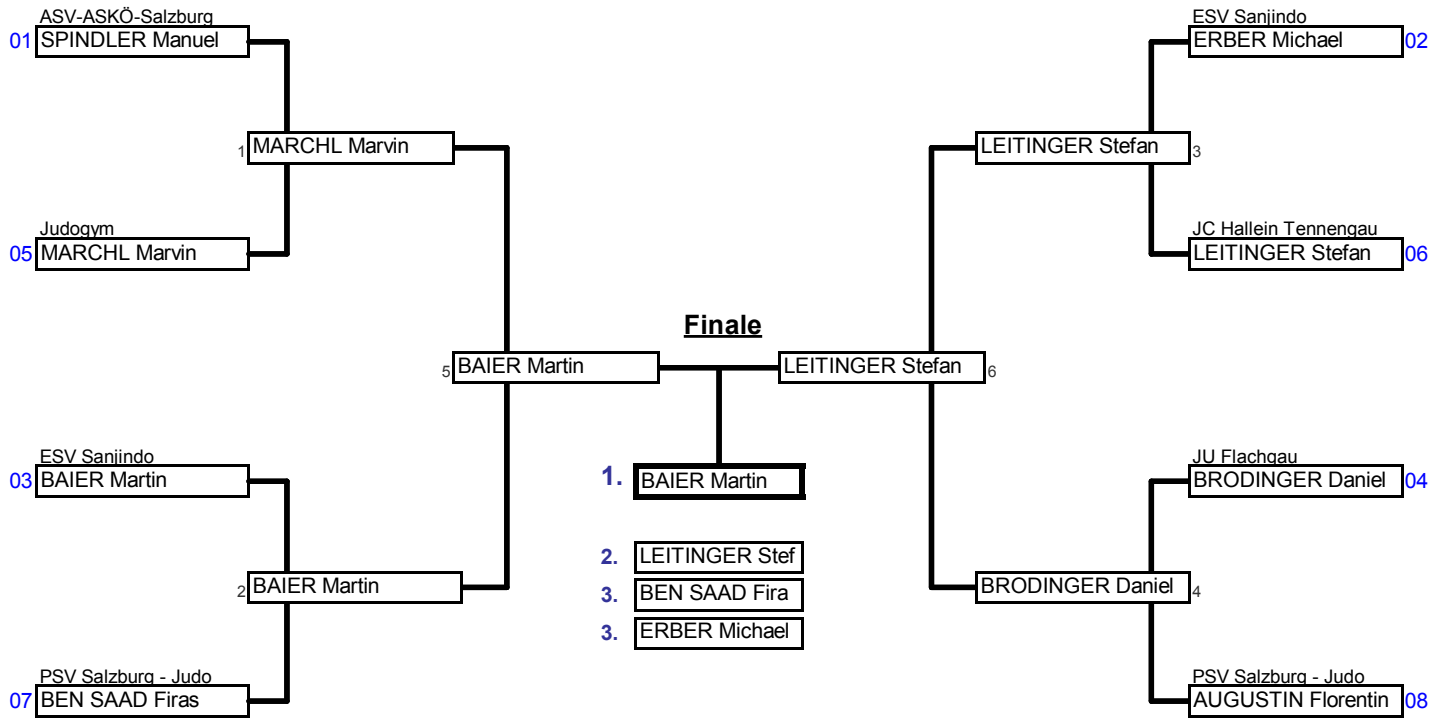 ASV-ASKÖ-Salzburg
01 SPINDLER Manuel
ESV Sanjindo
ERBER Michael 02
1 MARCHL Marvin
LEITINGER Stefan 3
Judogym
05 MARCHL Marvin
JC Hallein Tennengau
LEITINGER Stefan 06
Finale
5 BAIER Martin
LEITINGER Stefan 6
ESV Sanjindo
03 BAIER Martin
1. BAIER Martin
JU Flachgau
BRODINGER Daniel 04
2. LEITINGER Stef
2 BAIER Martin
3. BEN SAAD Fira
BRODINGER Daniel 4
3. ERBER Michael
PSV Salzburg - Judo
07 BEN SAAD Firas
PSV Salzburg - Judo
AUGUSTIN Florentin 08